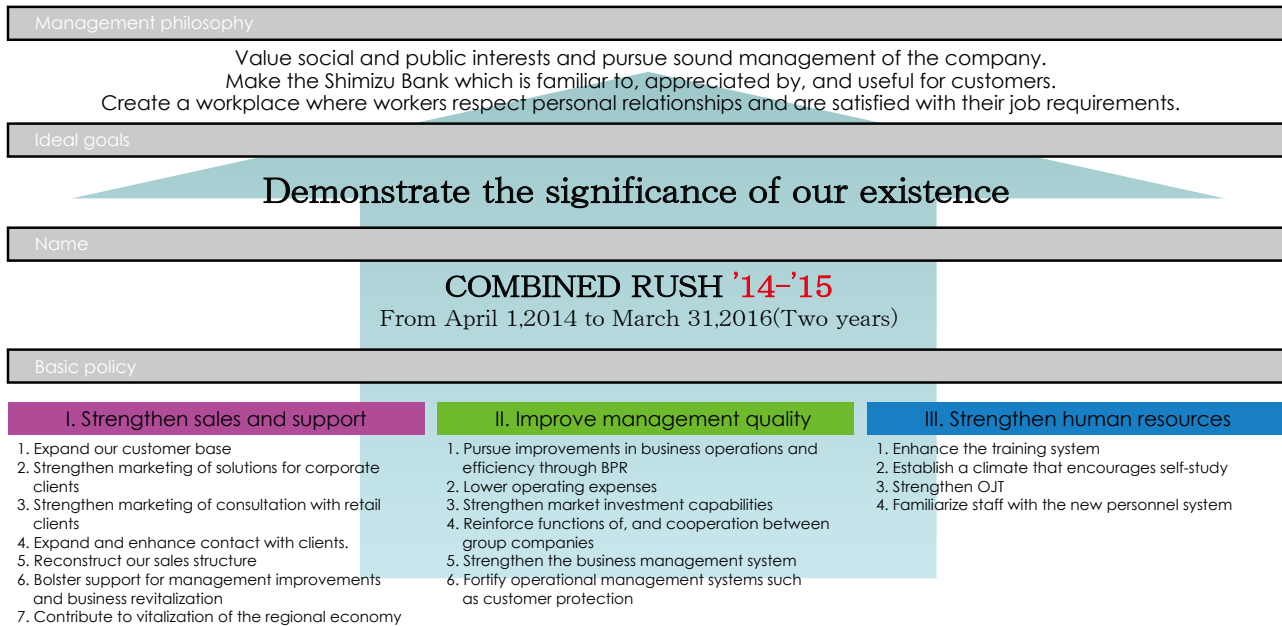 Management philosophy
Value social and public interests and pursue sound management of the company.
Make the Shimizu Bank which is familiar to, appreciated by, and useful for customers.
Create a workplace where workers respect personal relationships and are satisfied with their job requirements.
Ideal goals
Demonstrate the significance of our existence
Name
COMBINED RUSH '14-'15
From April 1,2014 to March 31,2016(Two years)
Basic policy
I. Strengthen sales and support
1. Expand our customer base
2. Strengthen marketing of solutions for corporate
clients
3. Strengthen marketing of consultation with retail
clients
4. Expand and enhance contact with clients.
5. Reconstruct our sales structure
6. Bolster support for management improvements
and business revitalization
7. Contribute to vitalization of the regional economy
II. Improve management quality
1. Pursue improvements in business operations and
efficiency through BPR
2. Lower operating expenses
3. Strengthen market investment capabilities
4. Reinforce functions of, and cooperation between
group companies
5. Strengthen the business management system
6. Fortify operational management systems such
as customer protection
III. Strengthen human resources
1. Enhance the training system
2. Establish a climate that encourages self-study
3. Strengthen OJT
4. Familiarize staff with the new personnel system